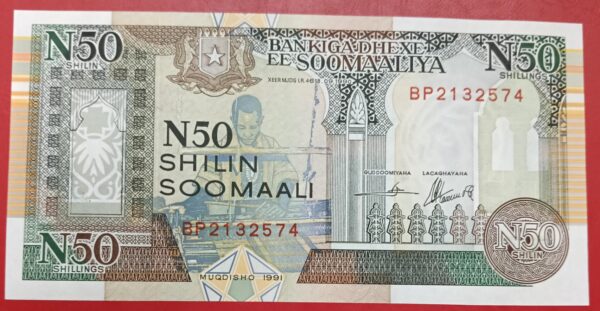 N50
SHILIN
BANKIGA DHEXE
EE SOOMAALIYA
N50
SHILIN
BP2132574
N50
SHILIN
SOOMAALI
GUDDOOMIYAHA
LACAGHAYAHA
BP2132574
N50
SHILLINGS
MUQDISHO 1991
N50
SHILIN